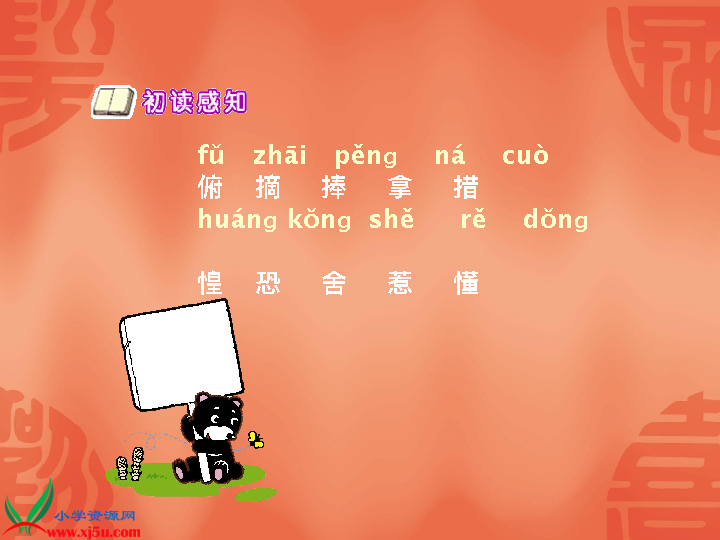 初读感知
fǔ zhāi pěng ná cuò
俯 摘 捧 拿 措
huáng kǒng shě rě dǒng
惶 恐 舍 惹 懂
小学资源网
www.xj5u.com